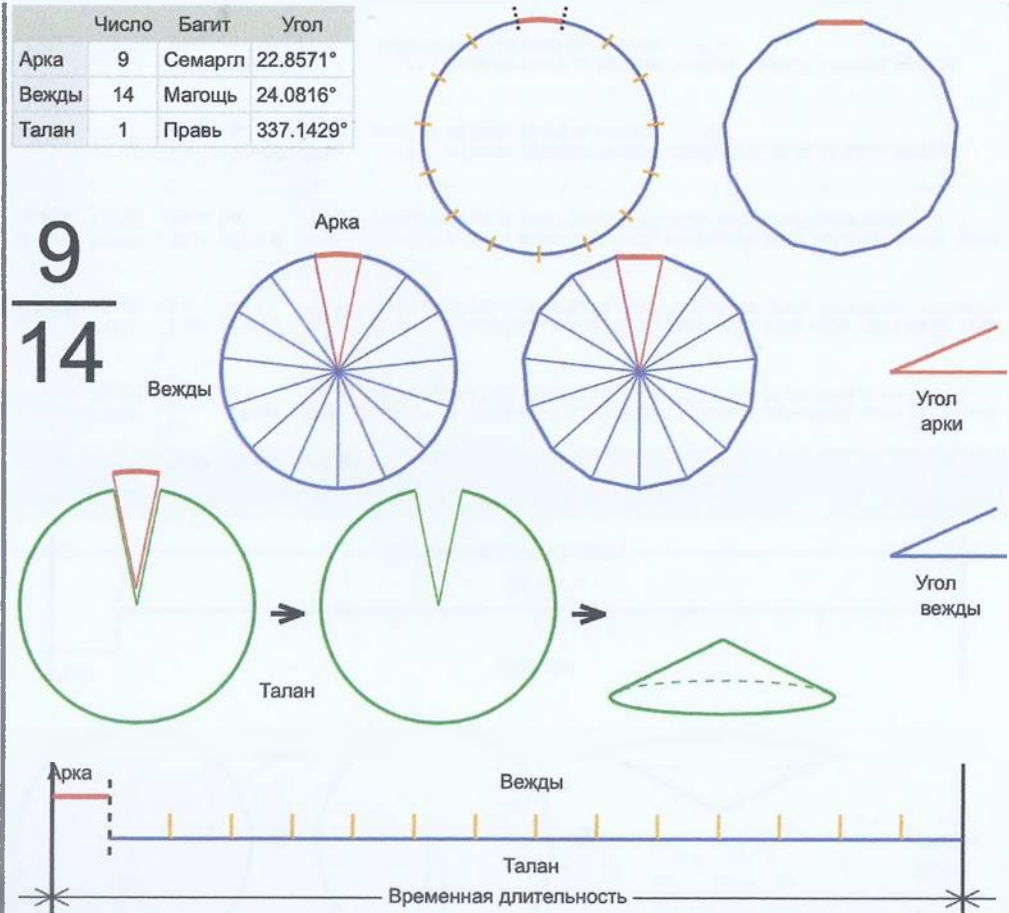 Число Багит Угол
Арка 9 Семаргл 22.8571°
Вежды 14 Магощь 24.0816°
Талан 1 Правь 337.1429°
9
14
Арка
Вежды
Угол
арки
Угол
вежды
Талан
Арка
Вежды
Талан
Временная длительность